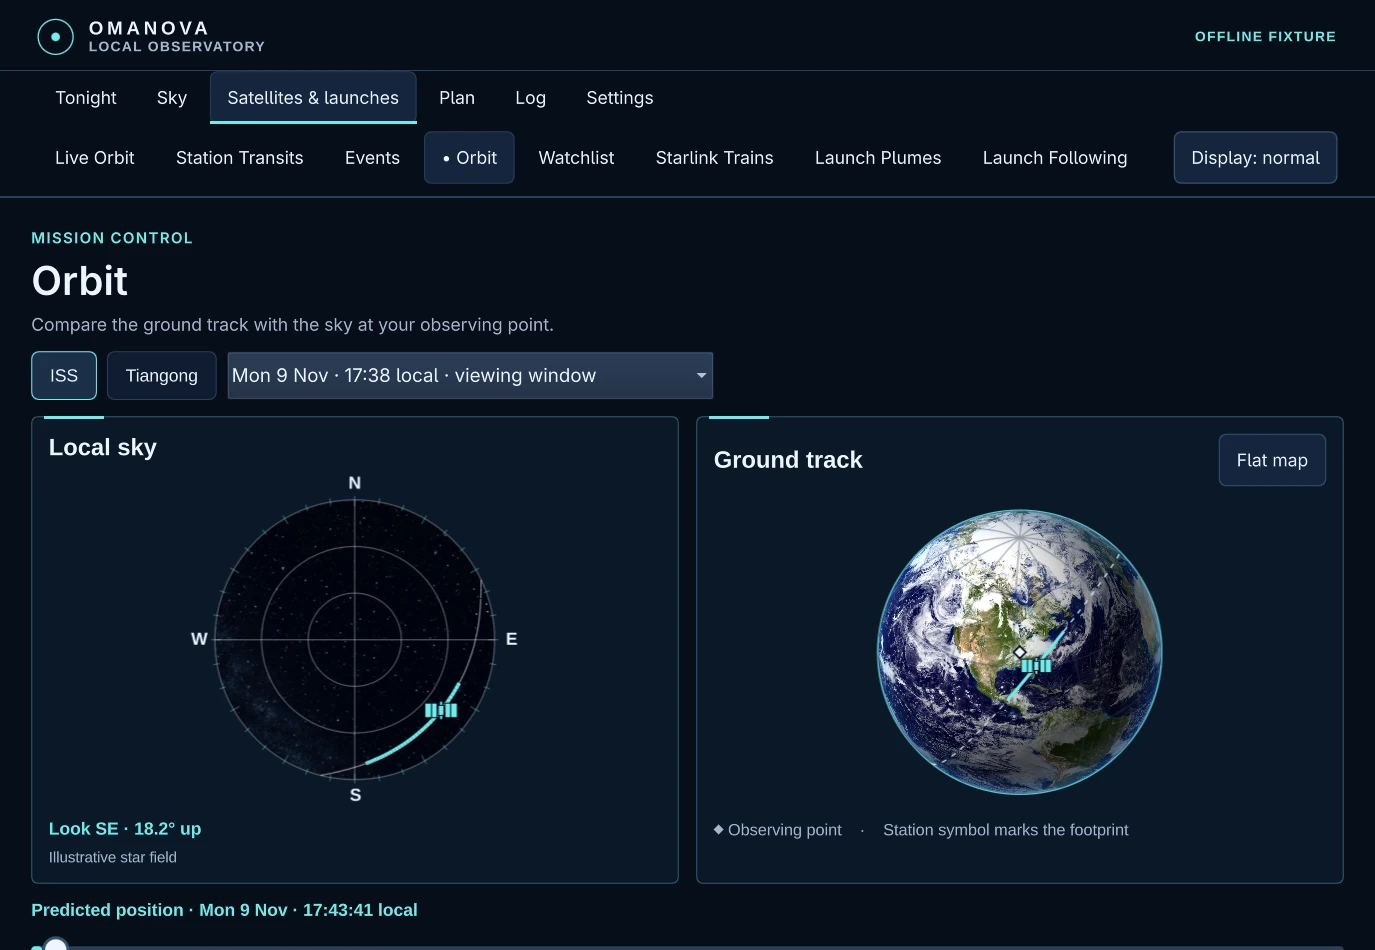 OMANOVA
LOCAL OBSERVATORY
OFFLINE FIXTURE
Tonight Sky Satellites & launches Plan Log Settings
Live Orbit Station Transits Events • Orbit Watchlist Starlink Trains Launch Plumes Launch Following Display: normal
MISSION CONTROL
Orbit
Compare the ground track with the sky at your observing point.
ISS Tiangong Mon 9 Nov · 17:38 local · viewing window
Local sky
N
W E
S
Look SE · 18.2° up
Illustrative star field
Ground track Flat map
◆ Observing point · Station symbol marks the footprint
Predicted position · Mon 9 Nov · 17:43:41 local